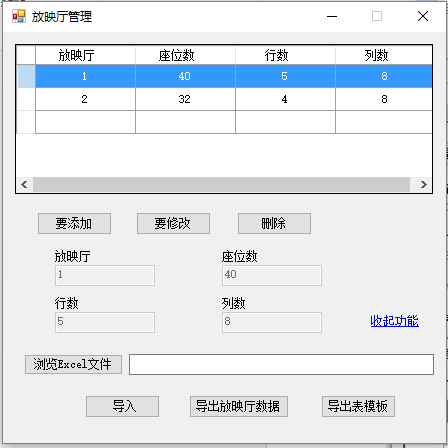 放映厅管理
放映厅 座位数 行数 列数
1 40 5 8
2 32 4 8
要添加 要修改 删除
放映厅 座位数
1 40
行数 列数
5 8 收起功能
浏览Excel文件
导入 导出放映厅数据 导出表模板